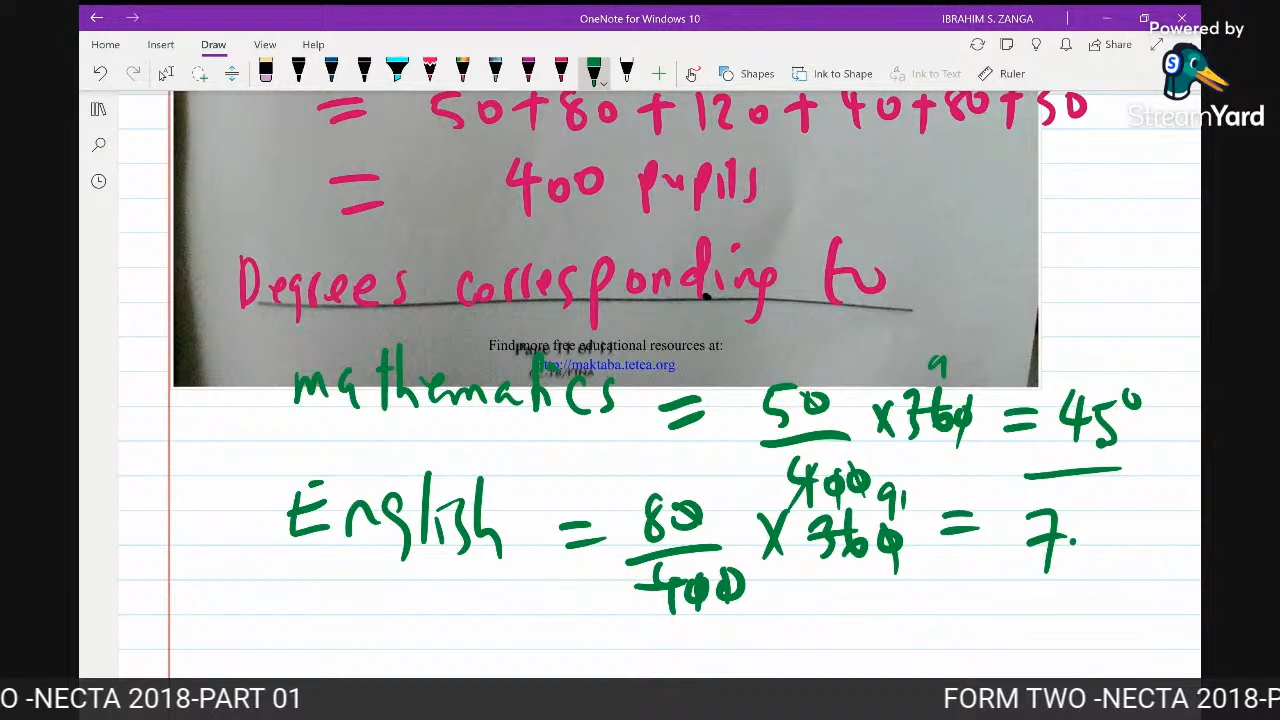 OneNote for Windows 10
IBRAHIM S. ZANGA
Powered by
StreamYard
Home Insert Draw View Help
Share
Shapes Ink to Shape Ink to Text Ruler
= 50+80+120+40+80+30
= 400 pupils
Degrees corresponding to
Find more free educational resources at:
http://maktaba.tetea.org
9
mathematics = 50 × 360 = 45°
400
9
English = 80 × 360 = 7.
400
O -NECTA 2018-PART 01
FORM TWO -NECTA 2018-P